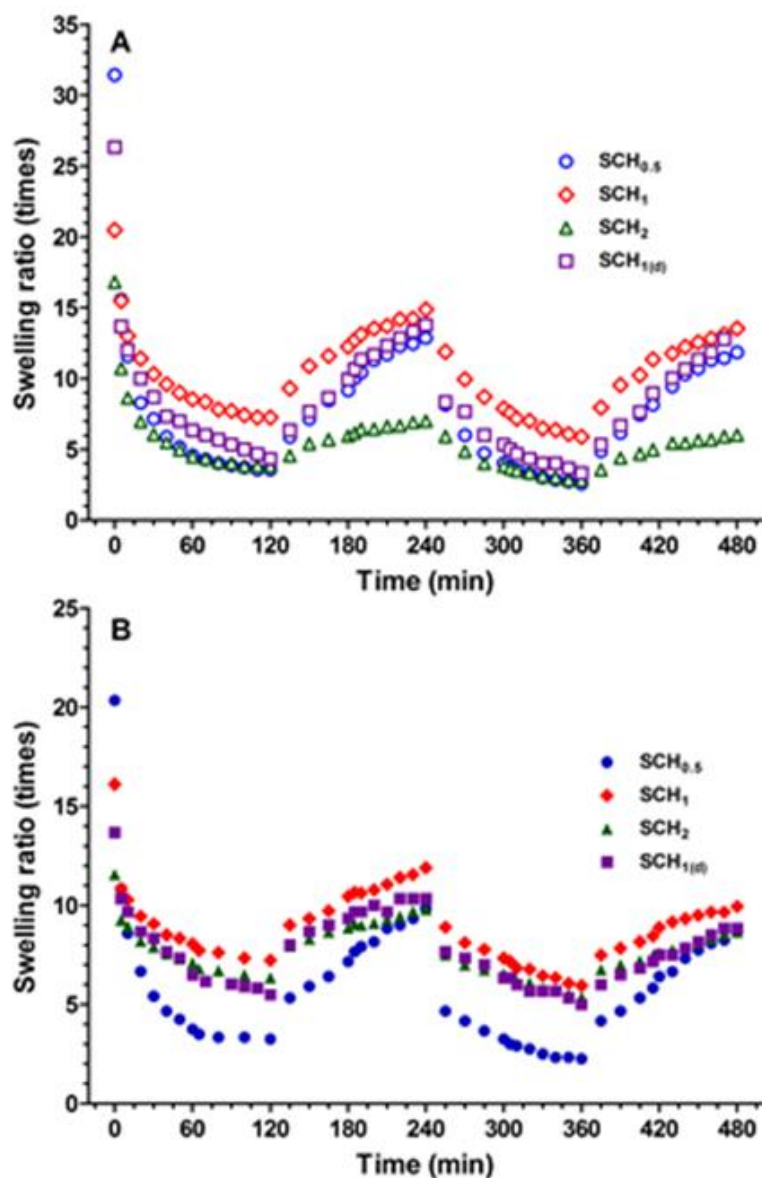 A
35
30
25
20
15
10
5
0
Swelling ratio (times)
SCH0.5
SCH1
SCH2
SCH1(d)
0 60 120 180 240 300 360 420 480
Time (min)
B
25
20
15
10
5
0
Swelling ratio (times)
SCH0.5
SCH1
SCH2
SCH1(d)
0 60 120 180 240 300 360 420 480
Time (min)